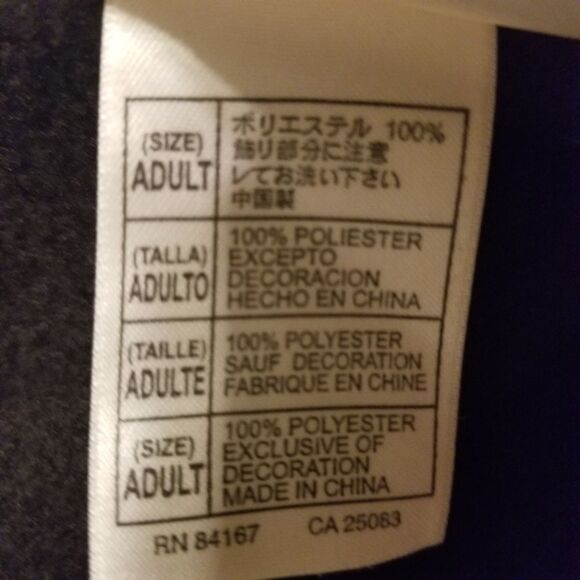 (SIZE)
ADULT
ポリエステル 100%
飾り部分に注意
レてお洗い下さい
中国製
(TALLA)
ADULTO
100% POLIESTER
EXCEPTO
DECORACION
HECHO EN CHINA
(TAILLE)
ADULTE
100% POLYESTER
SAUF DECORATION
FABRIQUE EN CHINE
(SIZE)
ADULT
100% POLYESTER
EXCLUSIVE OF
DECORATION
MADE IN CHINA
RN 84167 CA 25083